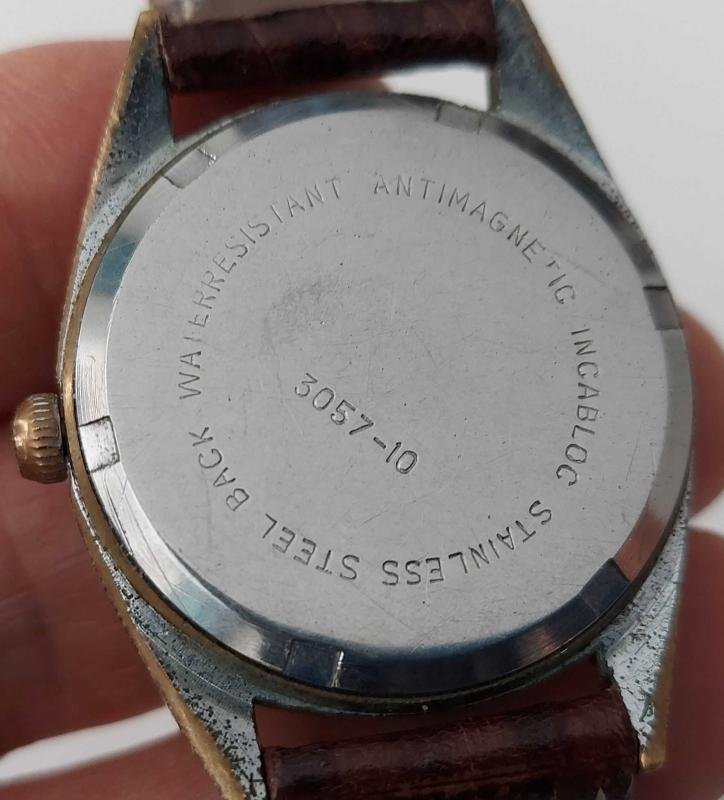 WATERRESISTANT ANTIMAGNETIC INCABLOC STAINLESS STEEL BACK
3057-10